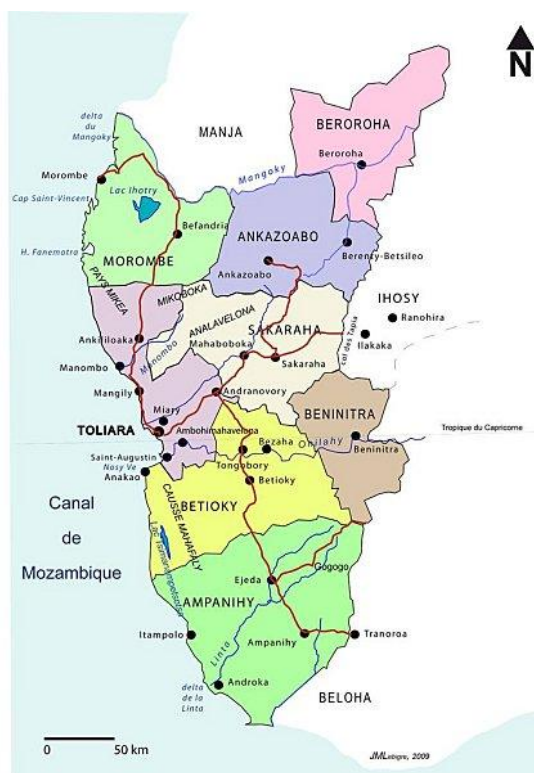 N
delta
du
Mangoky
MANJA
BEROROHA
Beroroha
Mangoky
Morombe
Cap Saint-Vincent
Lac Ihotry
Befandria
ANKAZOABO
Ankazoabo
Berenty-Betsileo
H. Fanemotra
MOROMBE
PAYS MIKEA
MIKOBOKA
ANALAVELONA
IHOSY
Ranohira
SAKARAHA
Ankililoaka
Manombo
Mahaboboka
Ilakaka
col des Tapia
Manombo
Sakaraha
Mangily
Andranovory
BENINITRA
Miary
TOLIARA
Ambohimahavelona
Bezaha
Onilahy
Tropique du Capricorne
Beninitra
Saint-Augustin
Nosy Ve
Tongobory
Anakao
Betioky
CAUSSE MAHAFALY
BETIOKY
Canal
de
Mozambique
Lac Tsimanampetsotsa
Gogogo
Ejeda
AMPANIHY
Itampolo
Linta
Ampanihy
Tranoroa
delta
de la
Linta
Androka
BELOHA
0 50 km